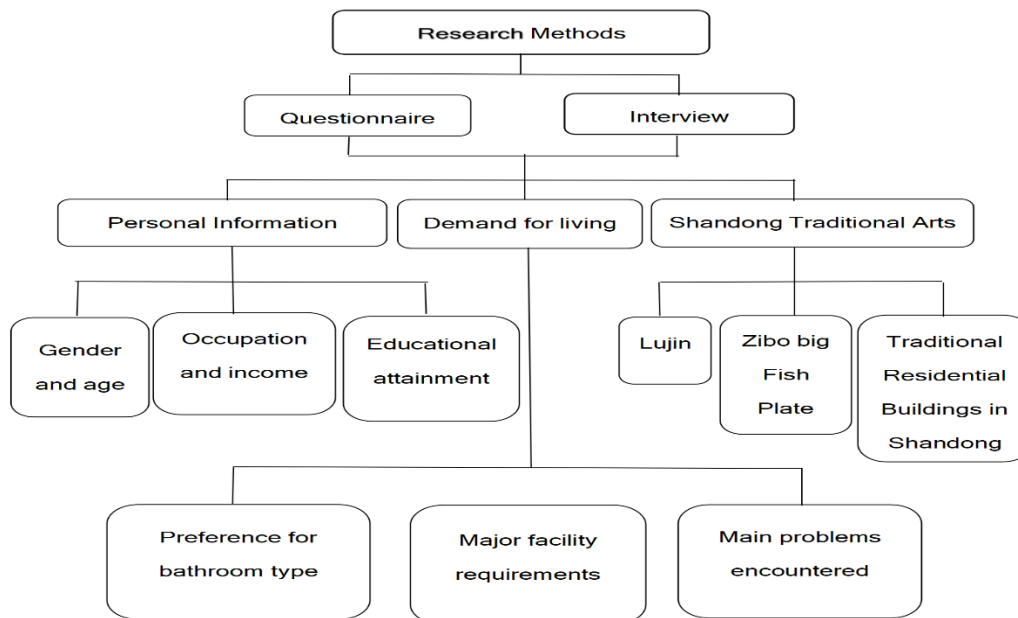 Research Methods
Questionnaire
Interview
Personal Information
Demand for living
Shandong Traditional Arts
Gender
and age
Occupation
and income
Educational
attainment
Lujin
Zibo big
Fish
Plate
Traditional
Residential
Buildings in
Shandong
Preference for
bathroom type
Major facility
requirements
Main problems
encountered